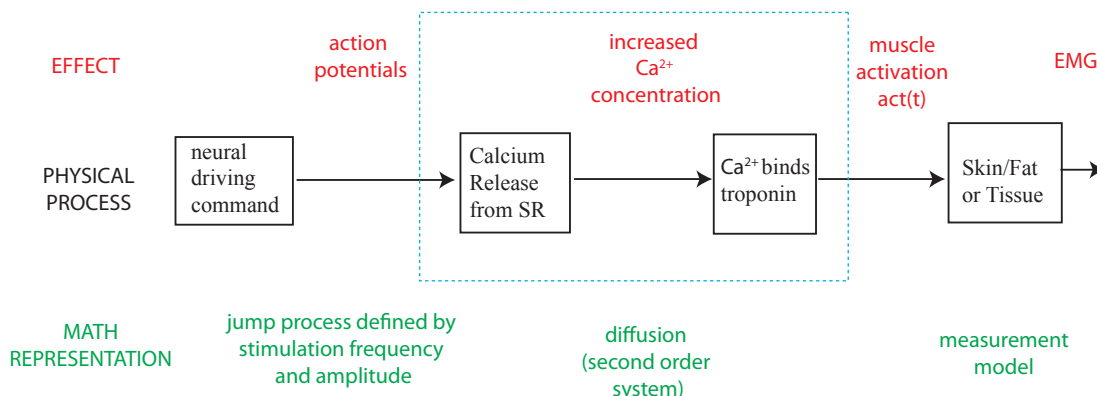 EFFECT
action
potentials
increased
Ca²⁺
concentration
muscle
activation
act(t)
EMG
PHYSICAL
PROCESS
neural
driving
command
Calcium
Release
from SR
Ca²⁺ binds
troponin
Skin/Fat
or Tissue
MATH
REPRESENTATION
jump process defined by
stimulation frequency
and amplitude
diffusion
(second order
system)
measurement
model